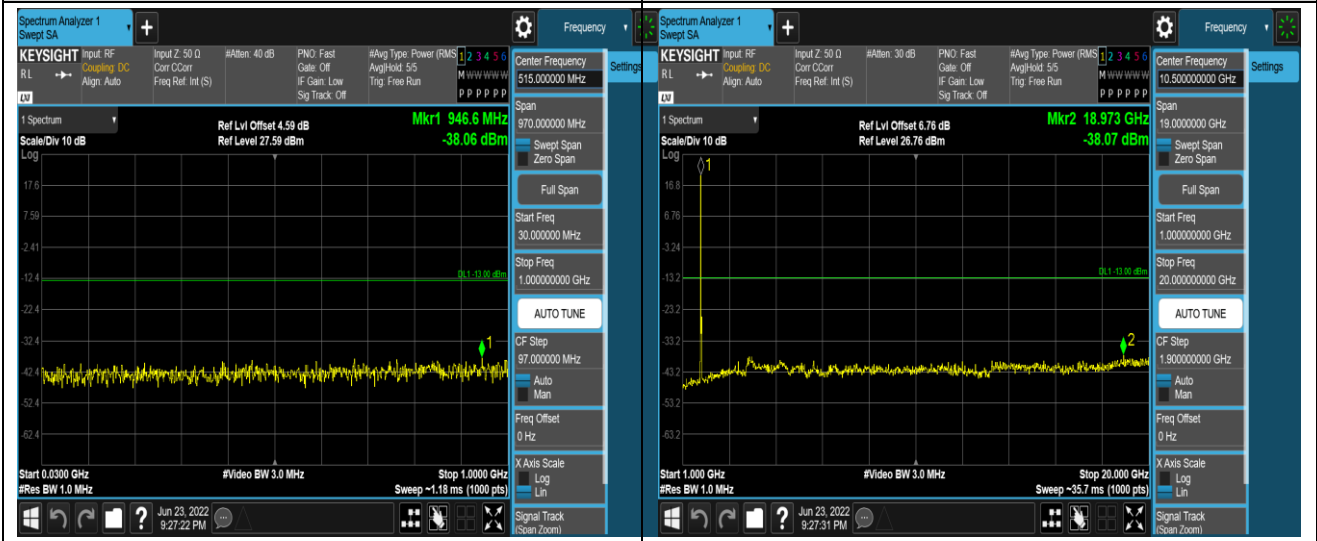 Spectrum Analyzer 1
Swept SA
+
Frequency
KEYSIGHT
RL
LXI
Input: RF
Coupling: DC
Align: Auto
Input Z: 50 Ω
Corr CCorr
Freq Ref: Int (S)
#Atten: 40 dB
PNO: Fast
Gate: Off
IF Gain: Low
Sig Track: Off
#Avg Type: Power (RMS
Avg|Hold: 5/5
Trig: Free Run
1 2 3 4 5 6
M W W W W W
P P P P P P
Center Frequency
515.000000 MHz
Settings
1 Spectrum
Scale/Div 10 dB
Log
Ref Lvl Offset 4.59 dB
Ref Level 27.59 dBm
Mkr1 946.6 MHz
-38.06 dBm
Span
970.000000 MHz
Swept Span
Zero Span
Full Span
Start Freq
30.000000 MHz
Stop Freq
1.000000000 GHz
AUTO TUNE
CF Step
97.000000 MHz
Auto
Man
Freq Offset
0 Hz
X Axis Scale
Log
Lin
Signal Track
(Span Zoom)
17.6
7.59
-2.41
-12.4
DL1 -13.00 dBm
-22.4
-32.4
1
-42.4
-52.4
-62.4
Start 0.0300 GHz
#Res BW 1.0 MHz
#Video BW 3.0 MHz
Stop 1.0000 GHz
Sweep ~1.18 ms (1000 pts)
?
Jun 23, 2022
9:27:22 PM
Spectrum Analyzer 1
Swept SA
+
Frequency
KEYSIGHT
RL
LXI
Input: RF
Coupling: DC
Align: Auto
Input Z: 50 Ω
Corr CCorr
Freq Ref: Int (S)
#Atten: 30 dB
PNO: Fast
Gate: Off
IF Gain: Low
Sig Track: Off
#Avg Type: Power (RMS
Avg|Hold: 5/5
Trig: Free Run
1 2 3 4 5 6
M W W W W W
P P P P P P
Center Frequency
10.500000000 GHz
Settings
1 Spectrum
Scale/Div 10 dB
Log
Ref Lvl Offset 6.76 dB
Ref Level 26.76 dBm
Mkr2 18.973 GHz
-38.07 dBm
Span
19.0000000 GHz
Swept Span
Zero Span
Full Span
Start Freq
1.000000000 GHz
Stop Freq
20.000000000 GHz
AUTO TUNE
CF Step
1.900000000 GHz
Auto
Man
Freq Offset
0 Hz
X Axis Scale
Log
Lin
Signal Track
(Span Zoom)
1
16.8
6.76
-3.24
-13.2
DL1 -13.00 dBm
-23.2
-33.2
2
-43.2
-53.2
-63.2
Start 1.000 GHz
#Res BW 1.0 MHz
#Video BW 3.0 MHz
Stop 20.000 GHz
Sweep ~35.7 ms (1000 pts)
?
Jun 23, 2022
9:27:31 PM